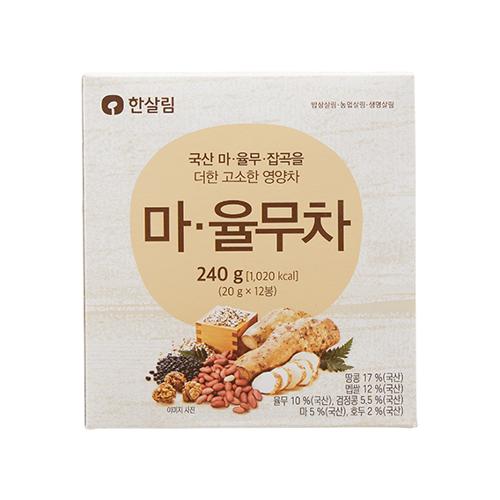 한살림
밥상살림·농업살림·생명살림
국산 마·율무·잡곡을
더한 고소한 영양차
마·율무차
240 g [1,020 kcal]
(20 g × 12봉)
땅콩 17 %(국산)
멥쌀 12 %(국산)
율무 10 %(국산), 검정콩 5.5 %(국산)
마 5 %(국산), 호두 2 %(국산)
이미지 사진